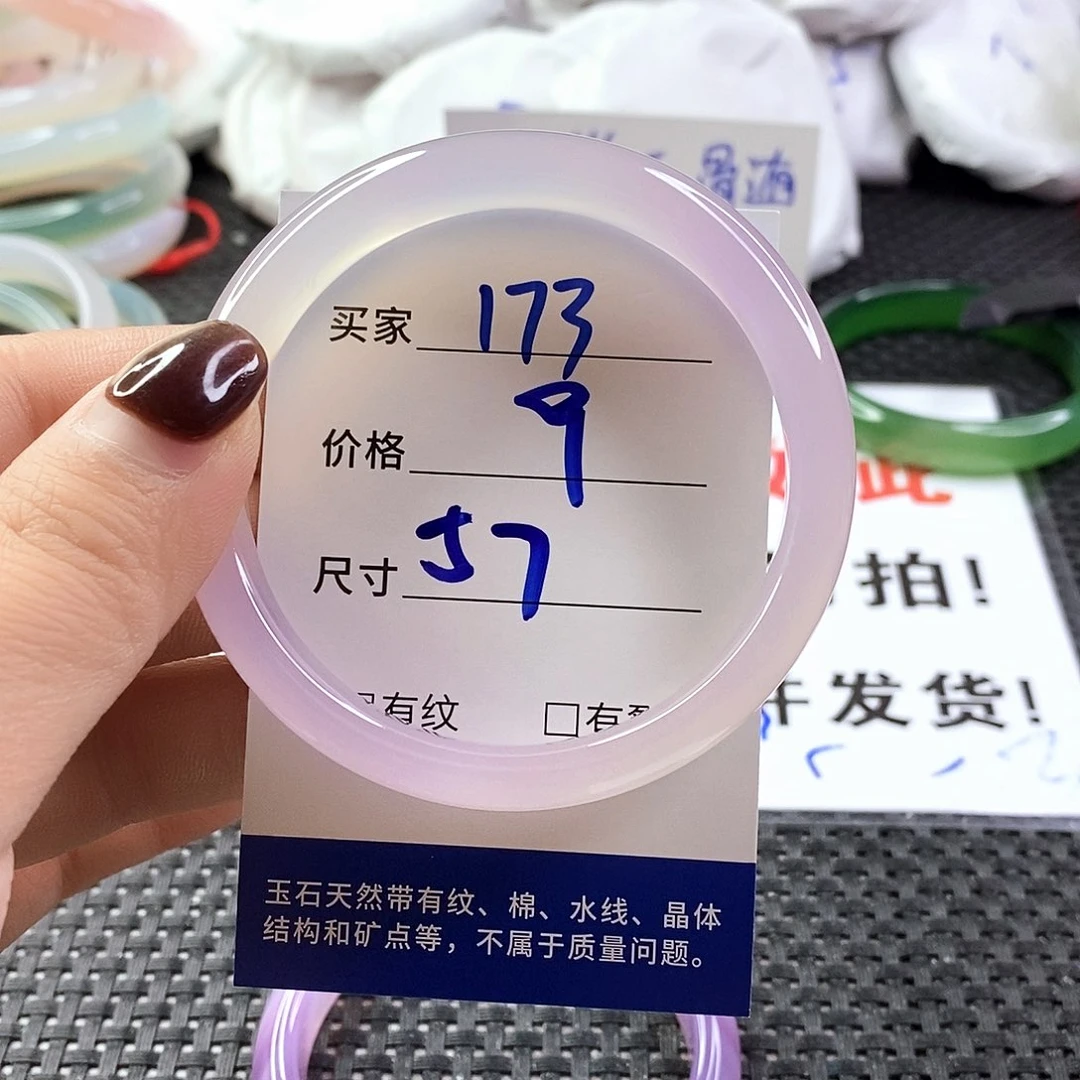 买家 173
价格 9
尺寸 57
有纹 □有
玉石天然带有纹、棉、水线、晶体
结构和矿点等，不属于质量问题。
拍!
发货!